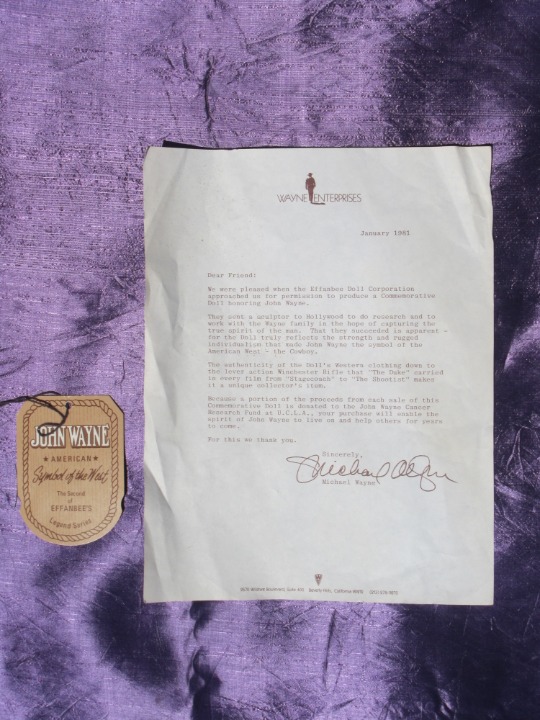 WAYNE ENTERPRISES
January 1981
Dear Friend:
We were pleased when the Effanbee Doll Corporation
approached us for permission to produce a Commemorative
Doll honoring John Wayne.
They sent a sculptor to Hollywood to do research and to
work with the Wayne family in the hope of capturing the
true spirit of the man. That they succeeded is apparent -
for the Doll truly reflects the strength and rugged
individualism that made John Wayne the symbol of the
American West - the Cowboy.
The authenticity of the Doll's Western clothing down to
the lever action Winchester Rifle that "The Duke" carried
in every film from "Stagecoach" to "The Shootist" makes
it a unique collector's item.
Because a portion of the proceeds from each sale of this
Commemorative Doll is donated to the John Wayne Cancer
Research Fund at U.C.L.A., your purchase will enable the
spirit of John Wayne to live on and help others for years
to come.
For this we thank you.
Sincerely,
Michael Wayne
Michael Wayne
Suite 410 Beverly Hills, California
JOHN WAYNE
AMERICAN
Symbol of the West
The Second
of
EFFANBEE'S
Legend Series